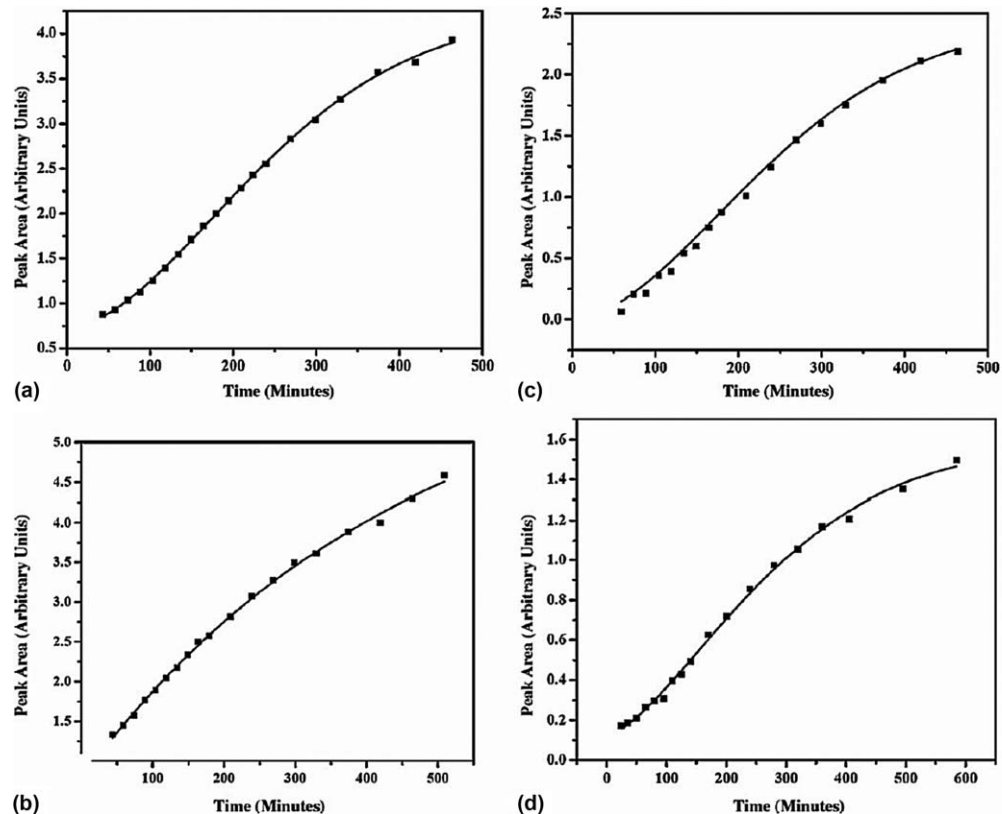 4.0
3.5
3.0
2.5
2.0
1.5
1.0
0.5
Peak Area (Arbitrary Units)
0 100 200 300 400 500
Time (Minutes)
(a)
2.5
2.0
1.5
1.0
0.5
0.0
Peak Area (Arbitrary Units)
0 100 200 300 400 500
Time (Minutes)
(c)
5.0
4.5
4.0
3.5
3.0
2.5
2.0
1.5
Peak Area (Arbitrary Units)
100 200 300 400 500
Time (Minutes)
(b)
1.6
1.4
1.2
1.0
0.8
0.6
0.4
0.2
0.0
Peak Area (Arbitrary Units)
0 100 200 300 400 500 600
Time (Minutes)
(d)